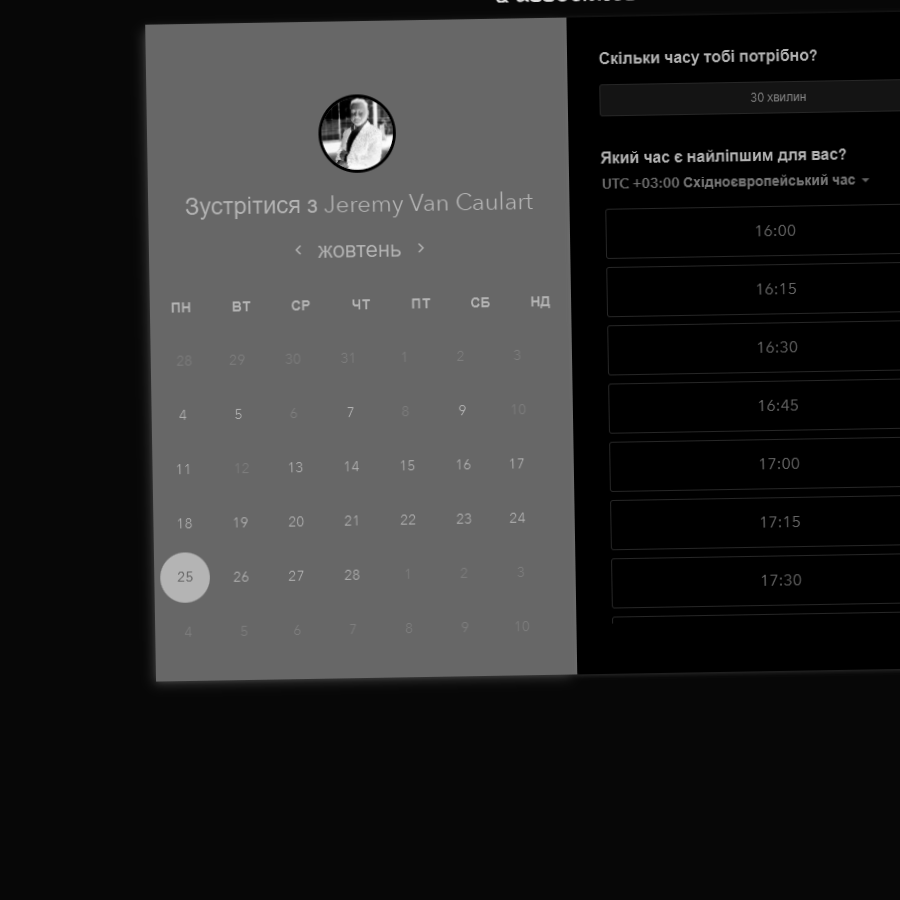 Зустрітися з Jeremy Van Caulart
жовтень
ПН ВТ СР ЧТ ПТ СБ НД
28 29 30 31 1 2 3
4 5 6 7 8 9 10
11 12 13 14 15 16 17
18 19 20 21 22 23 24
25 26 27 28 1 2 3
4 5 6 7 8 9 10
Скільки часу тобі потрібно?
30 хвилин
Який час є найліпшим для вас?
UTC +03:00 Східноєвропейський час
16:00
16:15
16:30
16:45
17:00
17:15
17:30